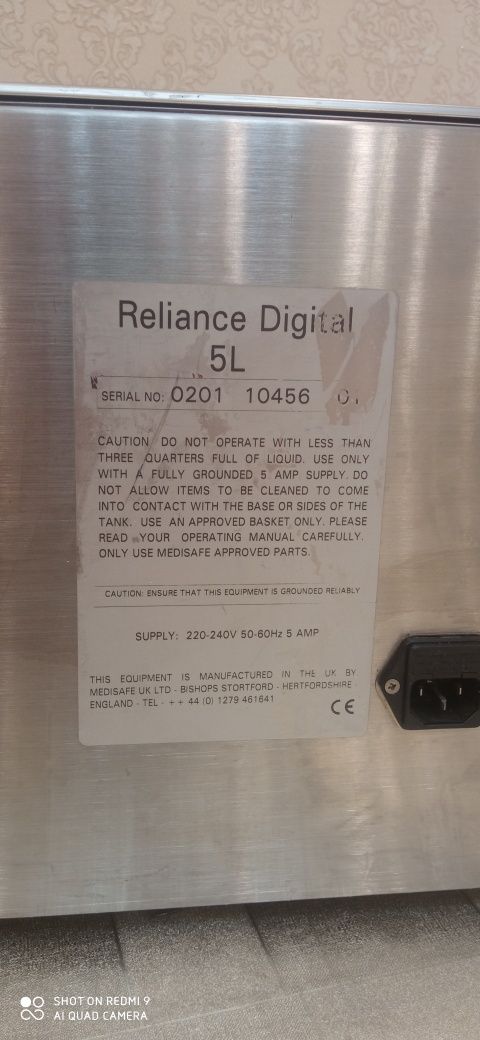 Reliance Digital
5L
SERIAL NO: 0201 10456
CAUTION DO NOT OPERATE WITH LESS THAN
THREE QUARTERS FULL OF LIQUID. USE ONLY
WITH A FULLY GROUNDED 5 AMP SUPPLY. DO
NOT ALLOW ITEMS TO BE CLEANED TO COME
INTO CONTACT WITH THE BASE OR SIDES OF THE
TANK. USE AN APPROVED BASKET ONLY. PLEASE
READ YOUR OPERATING MANUAL CAREFULLY.
ONLY USE MEDISAFE APPROVED PARTS.
CAUTION: ENSURE THAT THIS EQUIPMENT IS GROUNDED RELIABLY
SUPPLY: 220-240V 50-60Hz 5 AMP
THIS EQUIPMENT IS MANUFACTURED IN THE UK BY
MEDISAFE UK LTD - BISHOPS STORTFORD - HERTFORDSHIRE -
ENGLAND - TEL - + + 44 (0) 1279 461641
CE
SHOT ON REDMI 9
AI QUAD CAMERA